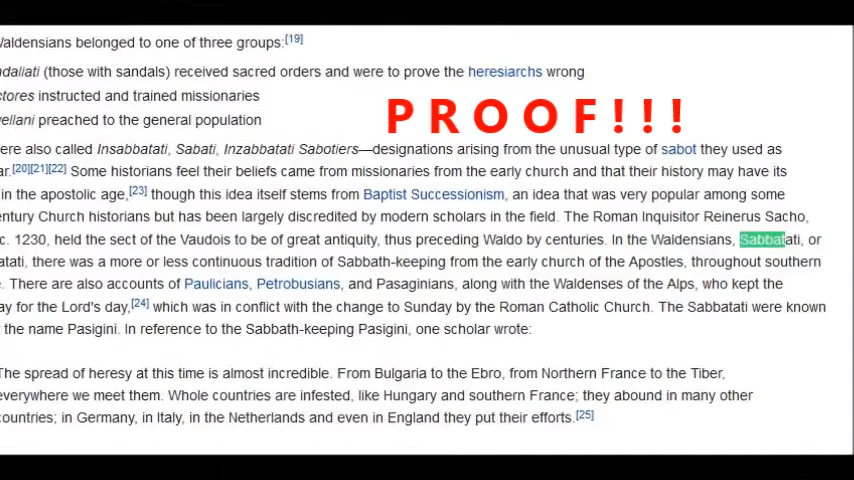 Waldensians belonged to one of three groups:[19]
ndaliati (those with sandals) received sacred orders and were to prove the heresiarchs wrong
ctores instructed and trained missionaries
vellani preached to the general population
P R O O F ! ! !
ere also called Insabbatati, Sabati, Inzabbatati Sabotiers—designations arising from the unusual type of sabot they used as
ar.[20][21][22] Some historians feel their beliefs came from missionaries from the early church and that their history may have its
in the apostolic age,[23] though this idea itself stems from Baptist Successionism, an idea that was very popular among some
entury Church historians but has been largely discredited by modern scholars in the field. The Roman Inquisitor Reinerus Sacho,
c. 1230, held the sect of the Vaudois to be of great antiquity, thus preceding Waldo by centuries. In the Waldensians, Sabbatati, or
atati, there was a more or less continuous tradition of Sabbath-keeping from the early church of the Apostles, throughout southern
. There are also accounts of Paulicians, Petrobusians, and Pasaginians, along with the Waldenses of the Alps, who kept the
ay for the Lord's day,[24] which was in conflict with the change to Sunday by the Roman Catholic Church. The Sabbatati were known
the name Pasigini. In reference to the Sabbath-keeping Pasigini, one scholar wrote:
The spread of heresy at this time is almost incredible. From Bulgaria to the Ebro, from Northern France to the Tiber,
everywhere we meet them. Whole countries are infested, like Hungary and southern France; they abound in many other
countries; in Germany, in Italy, in the Netherlands and even in England they put their efforts.[25]